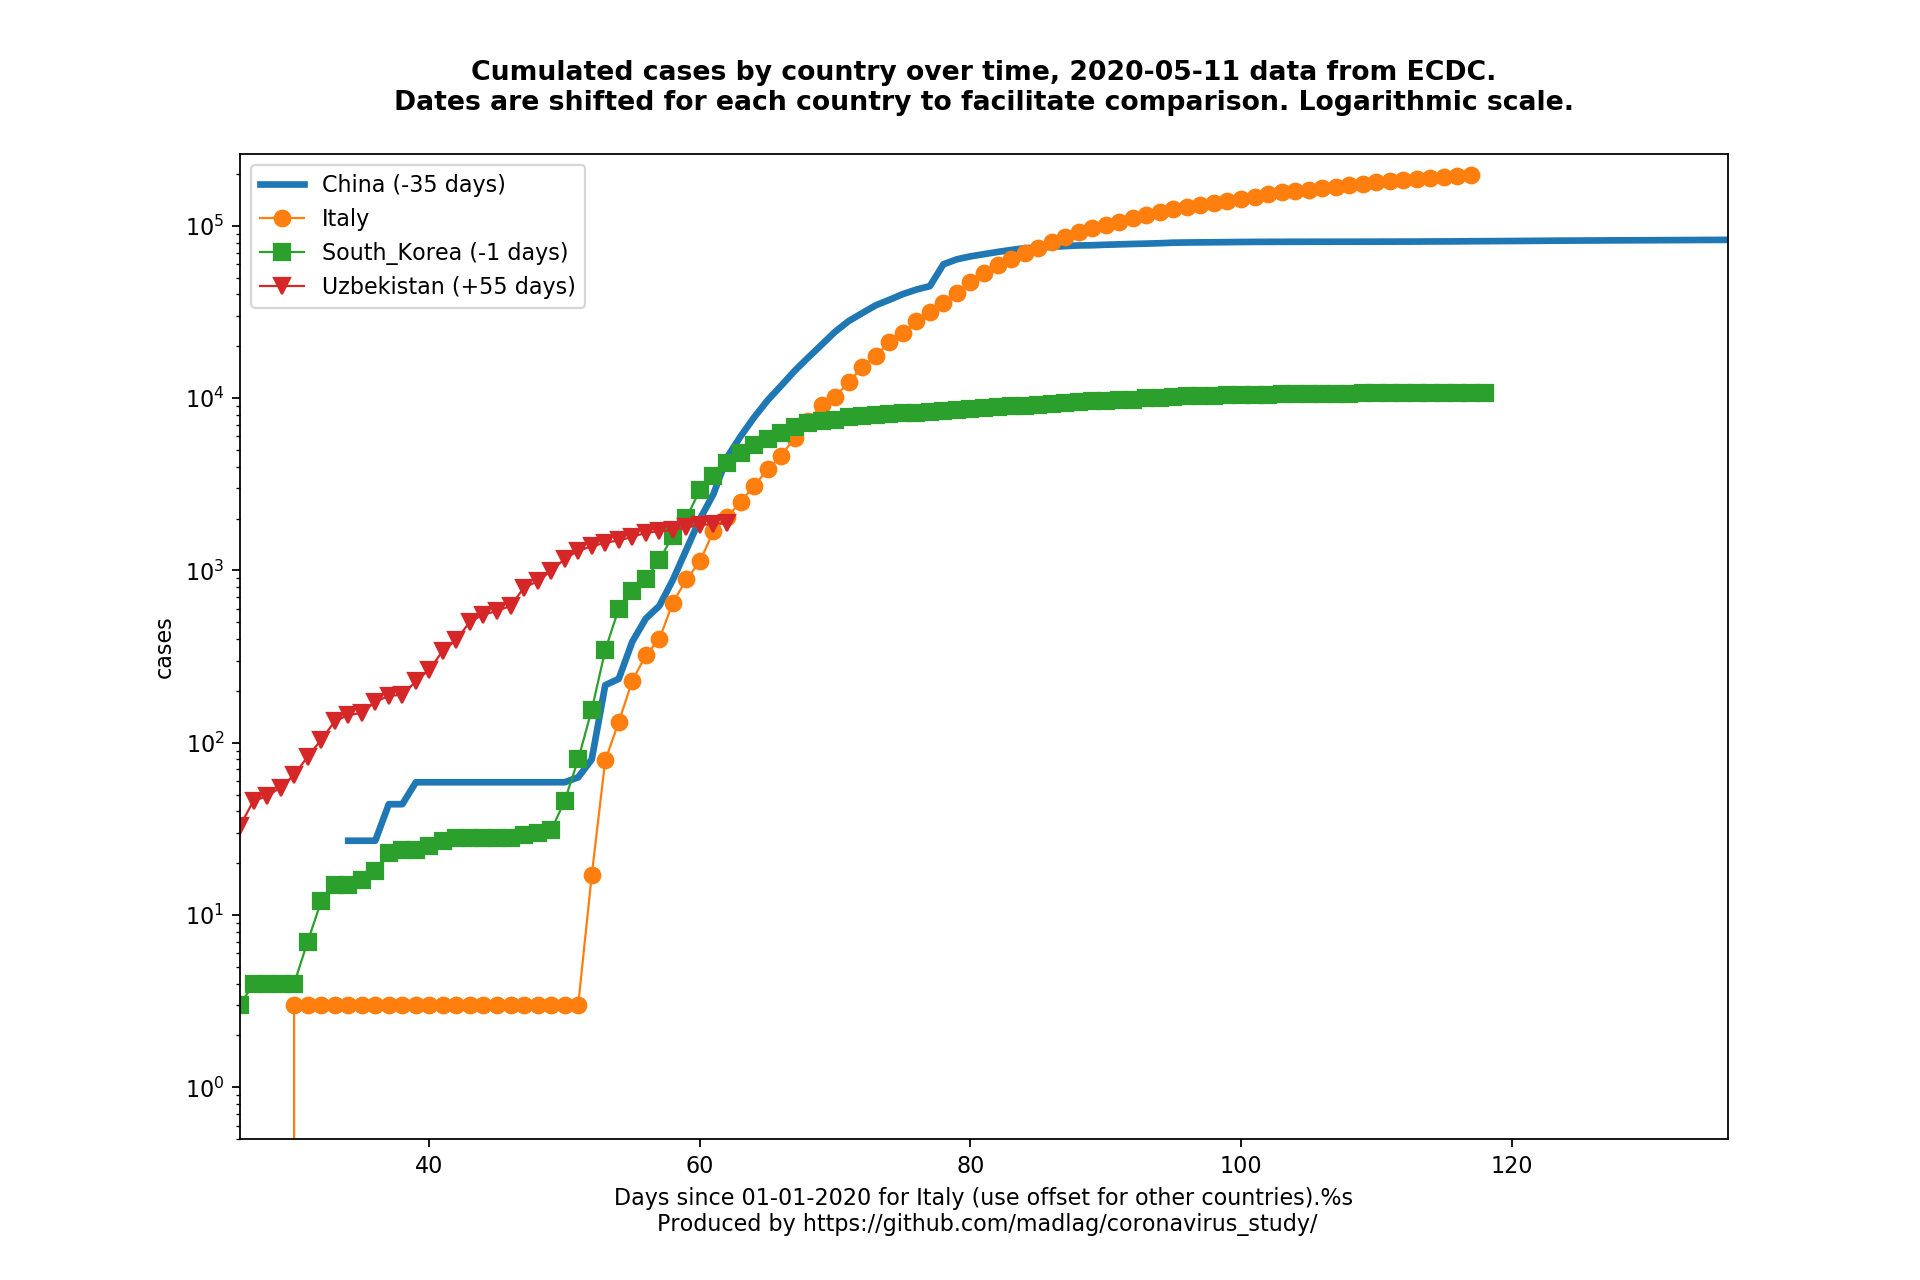 Cumulated cases by country over time, 2020-05-11 data from ECDC.
Dates are shifted for each country to facilitate comparison. Logarithmic scale.
China (-35 days)
Italy
South_Korea (-1 days)
Uzbekistan (+55 days)
10^5
10^4
10^3
10^2
10^1
10^0
cases
40 60 80 100 120
Days since 01-01-2020 for Italy (use offset for other countries).%s
Produced by https://github.com/madlag/coronavirus_study/